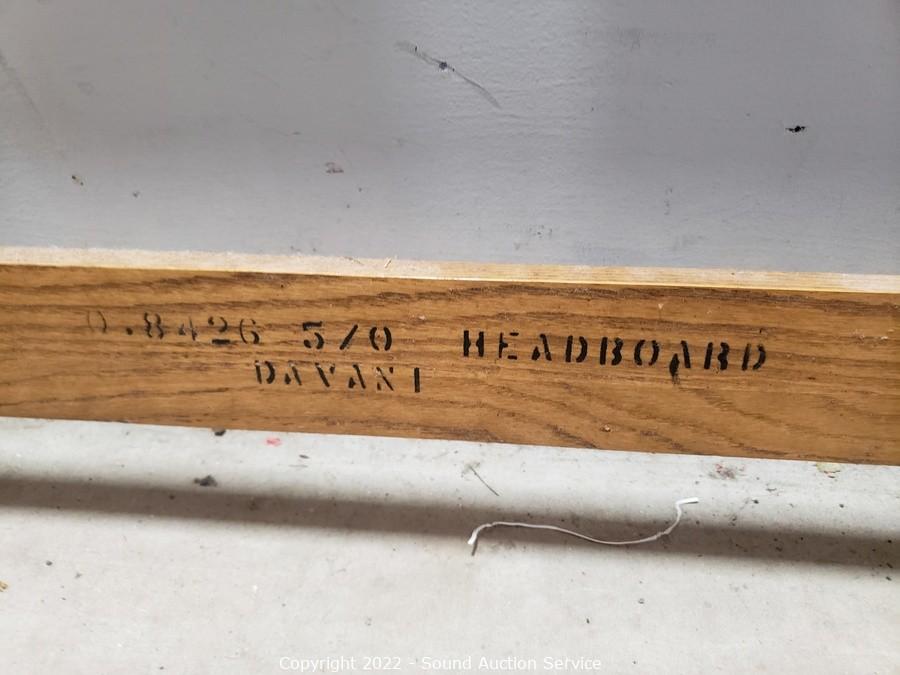 0.8426 5/0 HEADBOARD
DAVANI
Copyright 2022 - Sound Auction Service